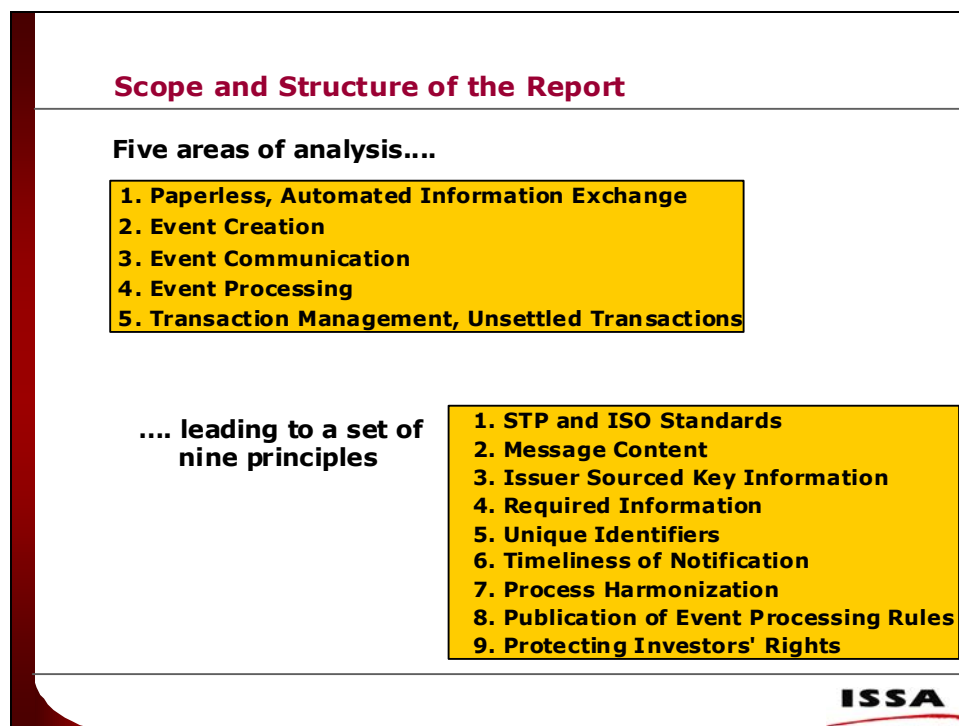 Scope and Structure of the Report
Five areas of analysis....
1. Paperless, Automated Information Exchange
2. Event Creation
3. Event Communication
4. Event Processing
5. Transaction Management, Unsettled Transactions
.... leading to a set of
nine principles
1. STP and ISO Standards
2. Message Content
3. Issuer Sourced Key Information
4. Required Information
5. Unique Identifiers
6. Timeliness of Notification
7. Process Harmonization
8. Publication of Event Processing Rules
9. Protecting Investors' Rights
ISSA